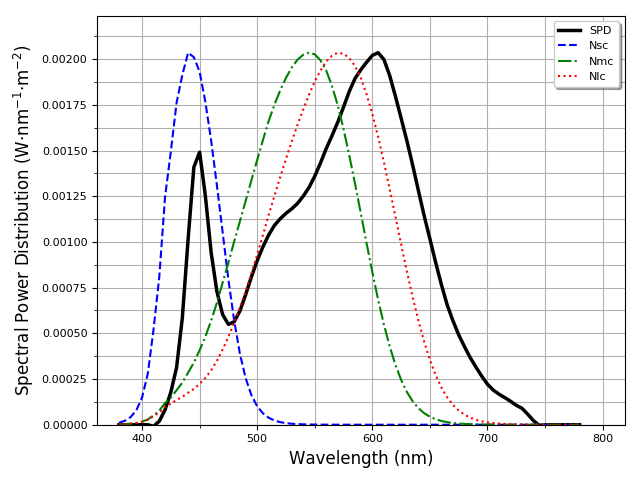 SPD
Nsc
Nmc
Nlc
0.00200
0.00175
0.00150
0.00125
0.00100
0.00075
0.00050
0.00025
0.00000
Spectral Power Distribution (W·nm⁻¹·m⁻²)
400 500 600 700 800
Wavelength (nm)